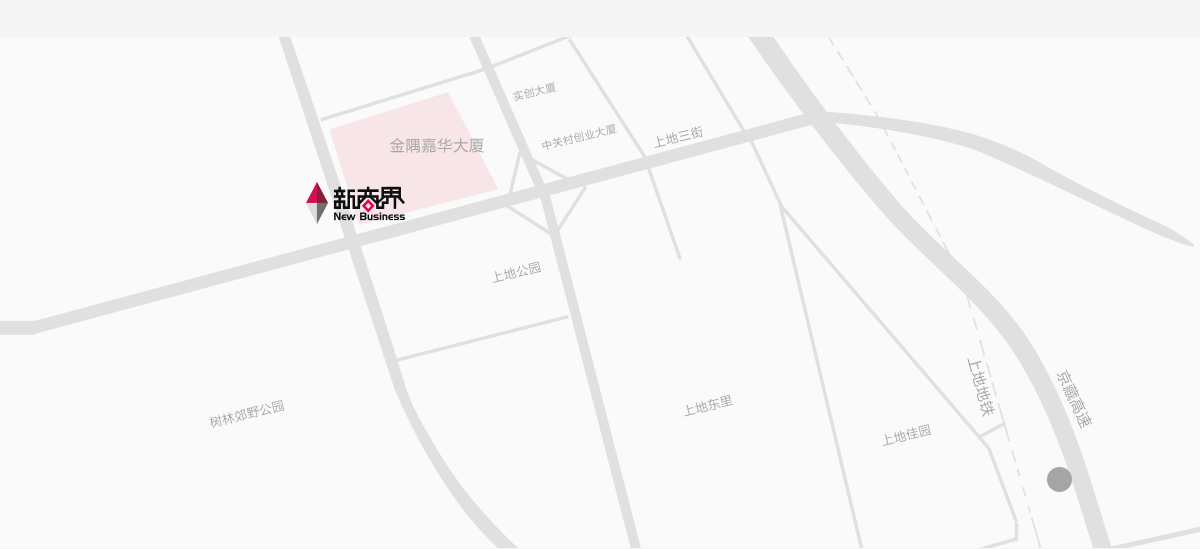 实创大厦
中关村创业大厦
上地三街
金隅嘉华大厦
新商界
New Business
上地公园
上地地铁
京藏高速
树林郊野公园
上地东里
上地佳园